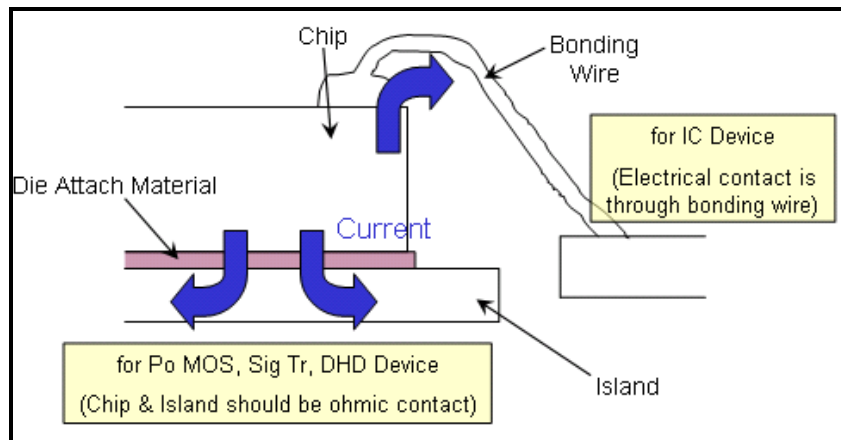 Chip
Bonding
Wire
for IC Device
(Electrical contact is
through bonding wire)
Die Attach Material
Current
for Po MOS, Sig Tr, DHD Device
(Chip & Island should be ohmic contact)
Island